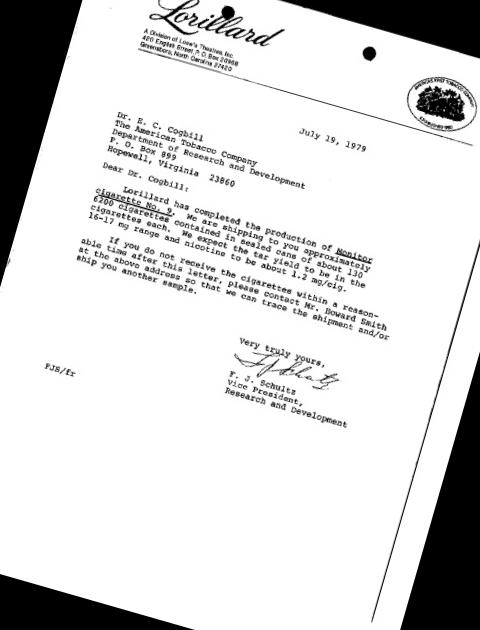 Lorillard
A Division of Loew's Theatres, Inc.
420 English Street, P. O. Box 20968
Greensboro, North Carolina 27420
AMERICA'S FIRST TOBACCO COMPANY
ESTABLISHED 1760
July 19, 1979
Dr. E. C. Cogbill
The American Tobacco Company
Department of Research and Development
P. O. Box 899
Hopewell, Virginia 23860
Dear Dr. Cogbill:
Lorillard has completed the production of Monitor
cigarette No. 9. We are shipping to you approximately
6200 cigarettes contained in sealed cans of about 130
cigarettes each. We expect the tar yield to be in the
16-17 mg range and nicotine to be about 1.2 mg/cig.
If you do not receive the cigarettes within a reason-
able time after this letter, please contact Mr. Howard Smith
at the above address so that we can trace the shipment and/or
ship you another sample.
Very truly yours,
F. J. Schultz
F. J. Schultz
Vice President,
Research and Development
FJS/fr